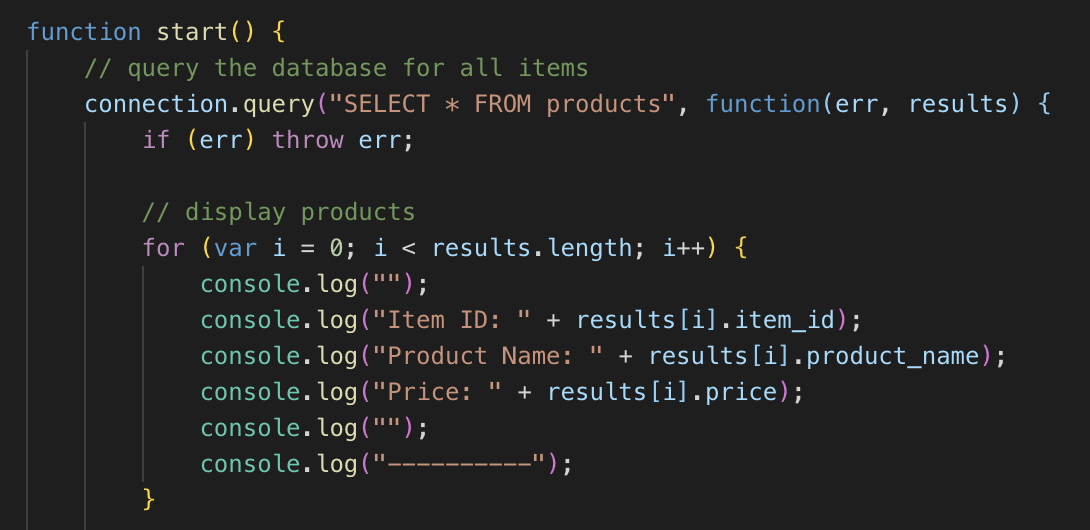 function start() {
    // query the database for all items
    connection.query("SELECT * FROM products", function(err, results) {
        if (err) throw err;

        // display products
        for (var i = 0; i < results.length; i++) {
            console.log("");
            console.log("Item ID: " + results[i].item_id);
            console.log("Product Name: " + results[i].product_name);
            console.log("Price: " + results[i].price);
            console.log("");
            console.log("----------");
        }